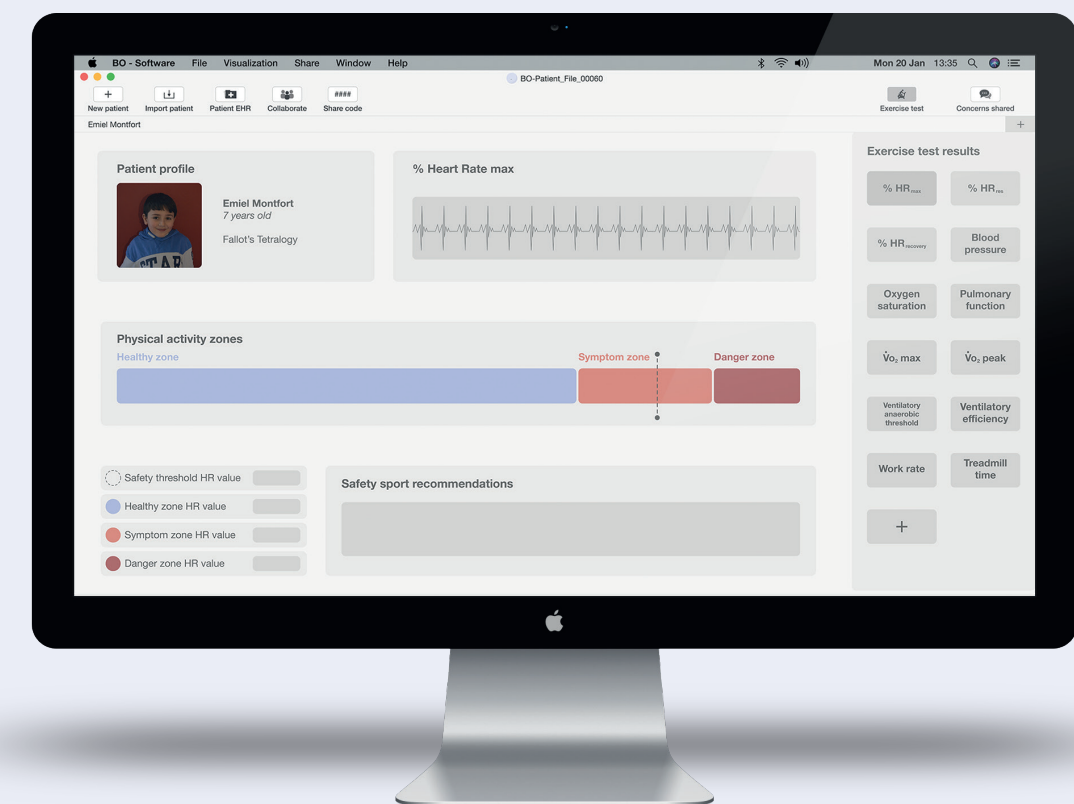 BO - Software File Visualization Share Window Help Mon 20 Jan 13:35
BO-Patient_File_00060
New patient Import patient Patient EHR Collaborate #### Share code Exercise test Concerns shared
Emiel Montfort
Patient profile
STAR
Emiel Montfort
7 years old
Fallot's Tetralogy
% Heart Rate max
Physical activity zones
Healthy zone Symptom zone Danger zone
Safety threshold HR value
Healthy zone HR value
Symptom zone HR value
Danger zone HR value
Safety sport recommendations
Exercise test results
% HRmax % HRres
% HRrecovery Blood
pressure
Oxygen
saturation
Pulmonary
function
V̇o₂ max V̇o₂ peak
Ventilatory
anaerobic
threshold
Ventilatory
efficiency
Work rate Treadmill
time